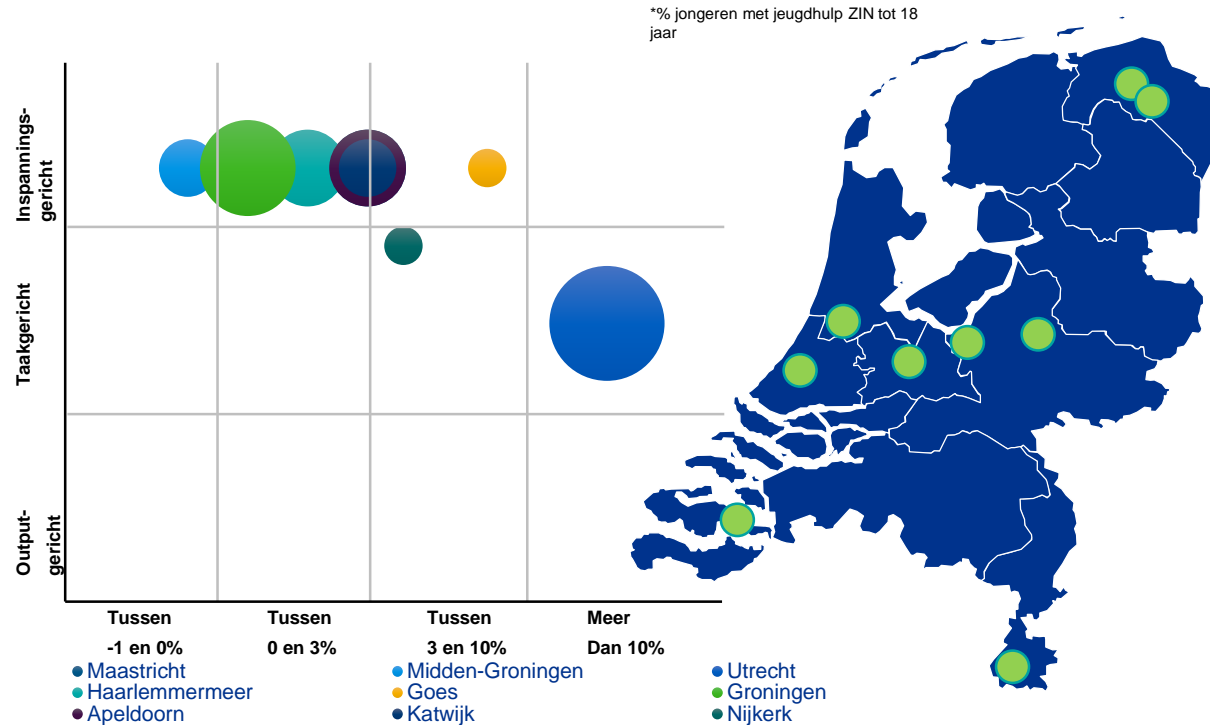 *% jongeren met jeugdhulp ZIN tot 18
jaar
Inspannings-
gericht
Taakgericht
Output-
gericht
Tussen
-1 en 0%
Tussen
0 en 3%
Tussen
3 en 10%
Meer
Dan 10%
Maastricht
Midden-Groningen
Utrecht
Haarlemmermeer
Goes
Groningen
Apeldoorn
Katwijk
Nijkerk